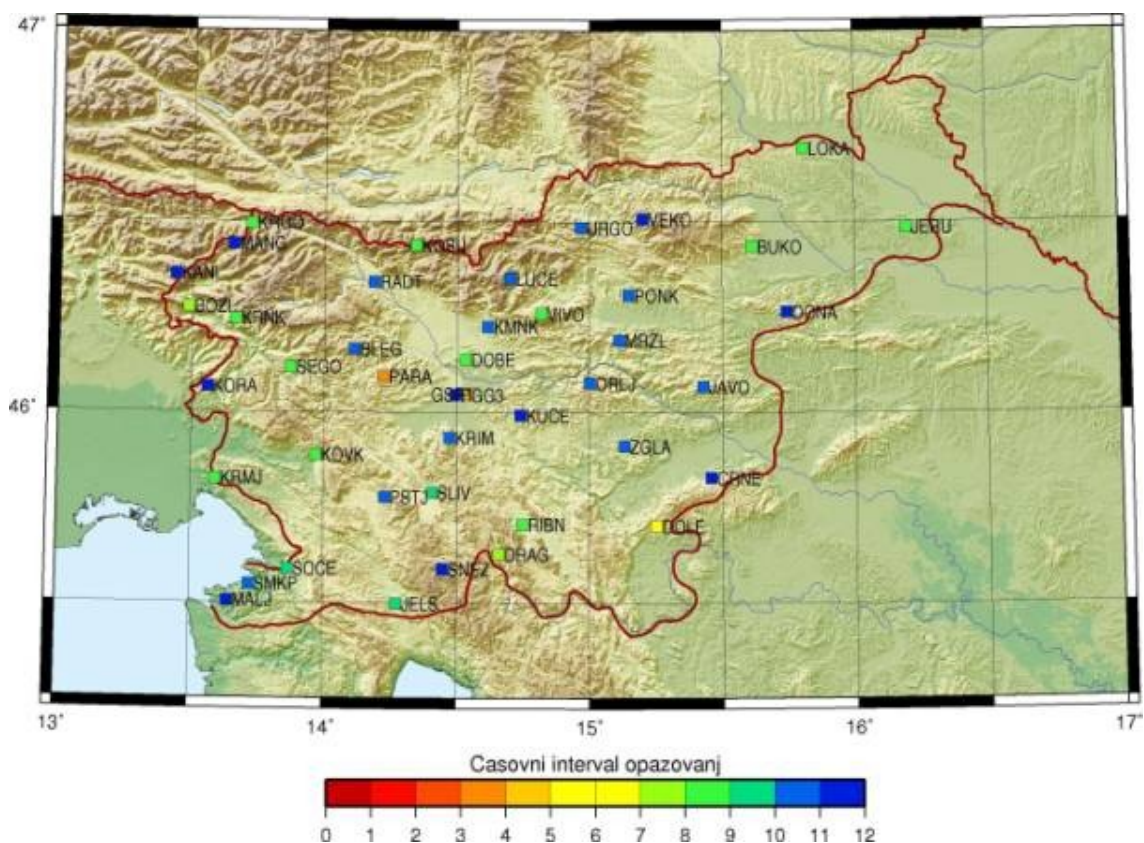 47°
LOKA
KRGO
VEKO
JERU
URGO
MANG
KOPU
BUKO
KANI
RADT
LUCE
PONK
GOZI
KRNK
VIVO
DONA
KMNK
MRZL
BLEG
DOBE
SEGO
PARA
KORA
ORLJ
JAVO
46°
KUCE
KRIM
ZGLA
KOVK
KRMJ
CRNE
PSTJ
SLIV
RIBN
DOLE
DRAG
SOCE
SNEZ
SMKP
MALJ
JELS
13°
14°
15°
16°
17°
Casovni interval opazovanj
0 1 2 3 4 5 6 7 8 9 10 11 12